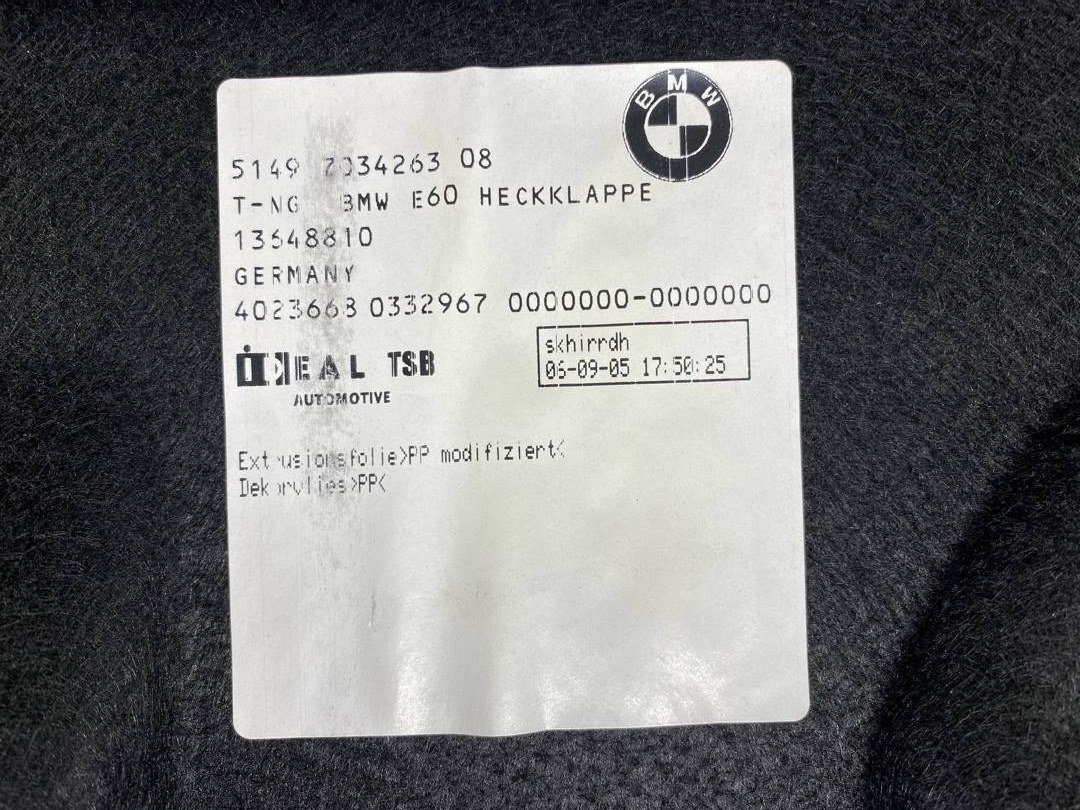 BMW
5149 7034263 08
T-NG BMW E60 HECKKLAPPE
13648810
GERMANY
4023668 0332967 0000000-0000000
IDEAL TSB
AUTOMOTIVE
skhirrdh
06-09-05 17:50:25
Extrusionsfolie>PP modifiziert<
Dekorvlies>PP<